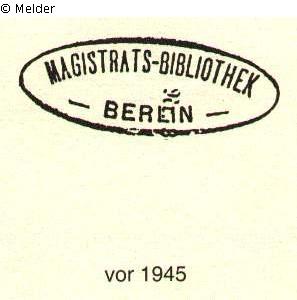 © Melder
MAGISTRATS-BIBLIOTHEK
— BERLIN —
vor 1945